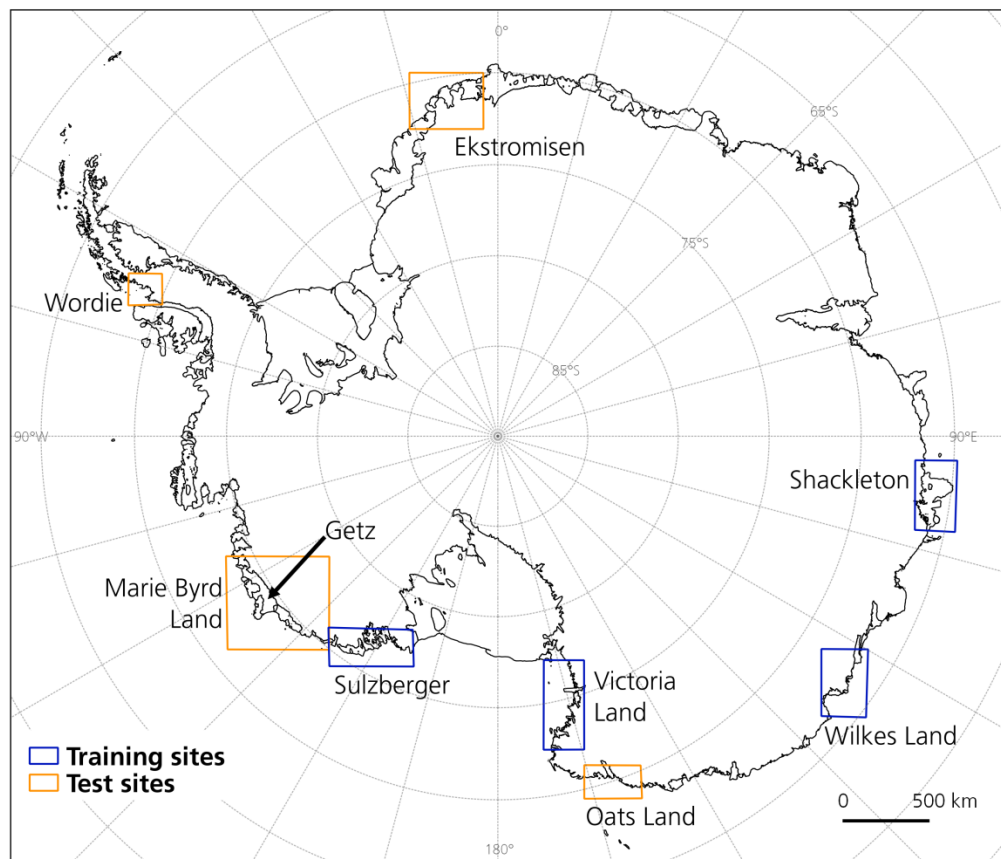 0°
65°S
Ekstromisen
75°S
Wordie
85°S
90°W
90°E
Shackleton
Getz
Marie Byrd
Land
Sulzberger
Victoria
Land
Wilkes Land
Training sites
Test sites
Oats Land
0 500 km
180°